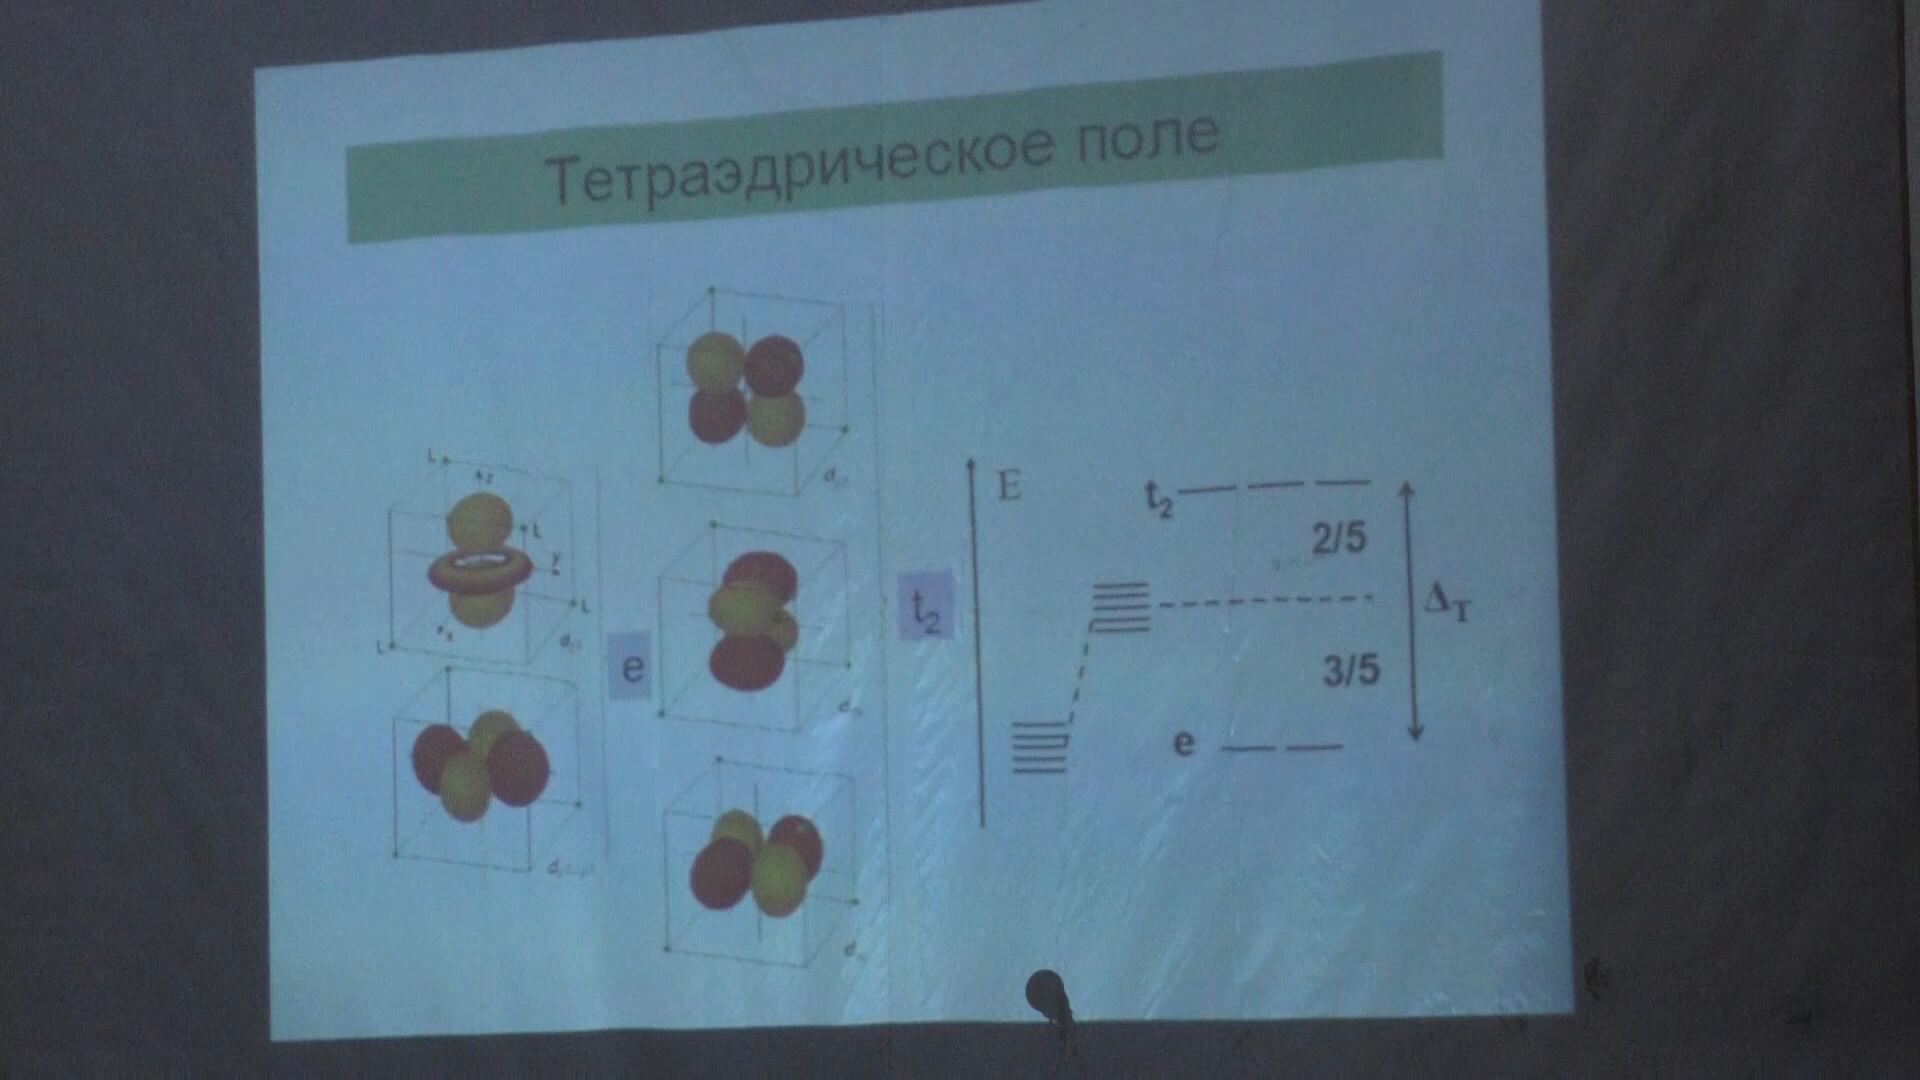 Тетраэдрическое поле
L
z
L
y
L
x
L
e
t₂
E
t₂
2/5
Δ_T
3/5
e